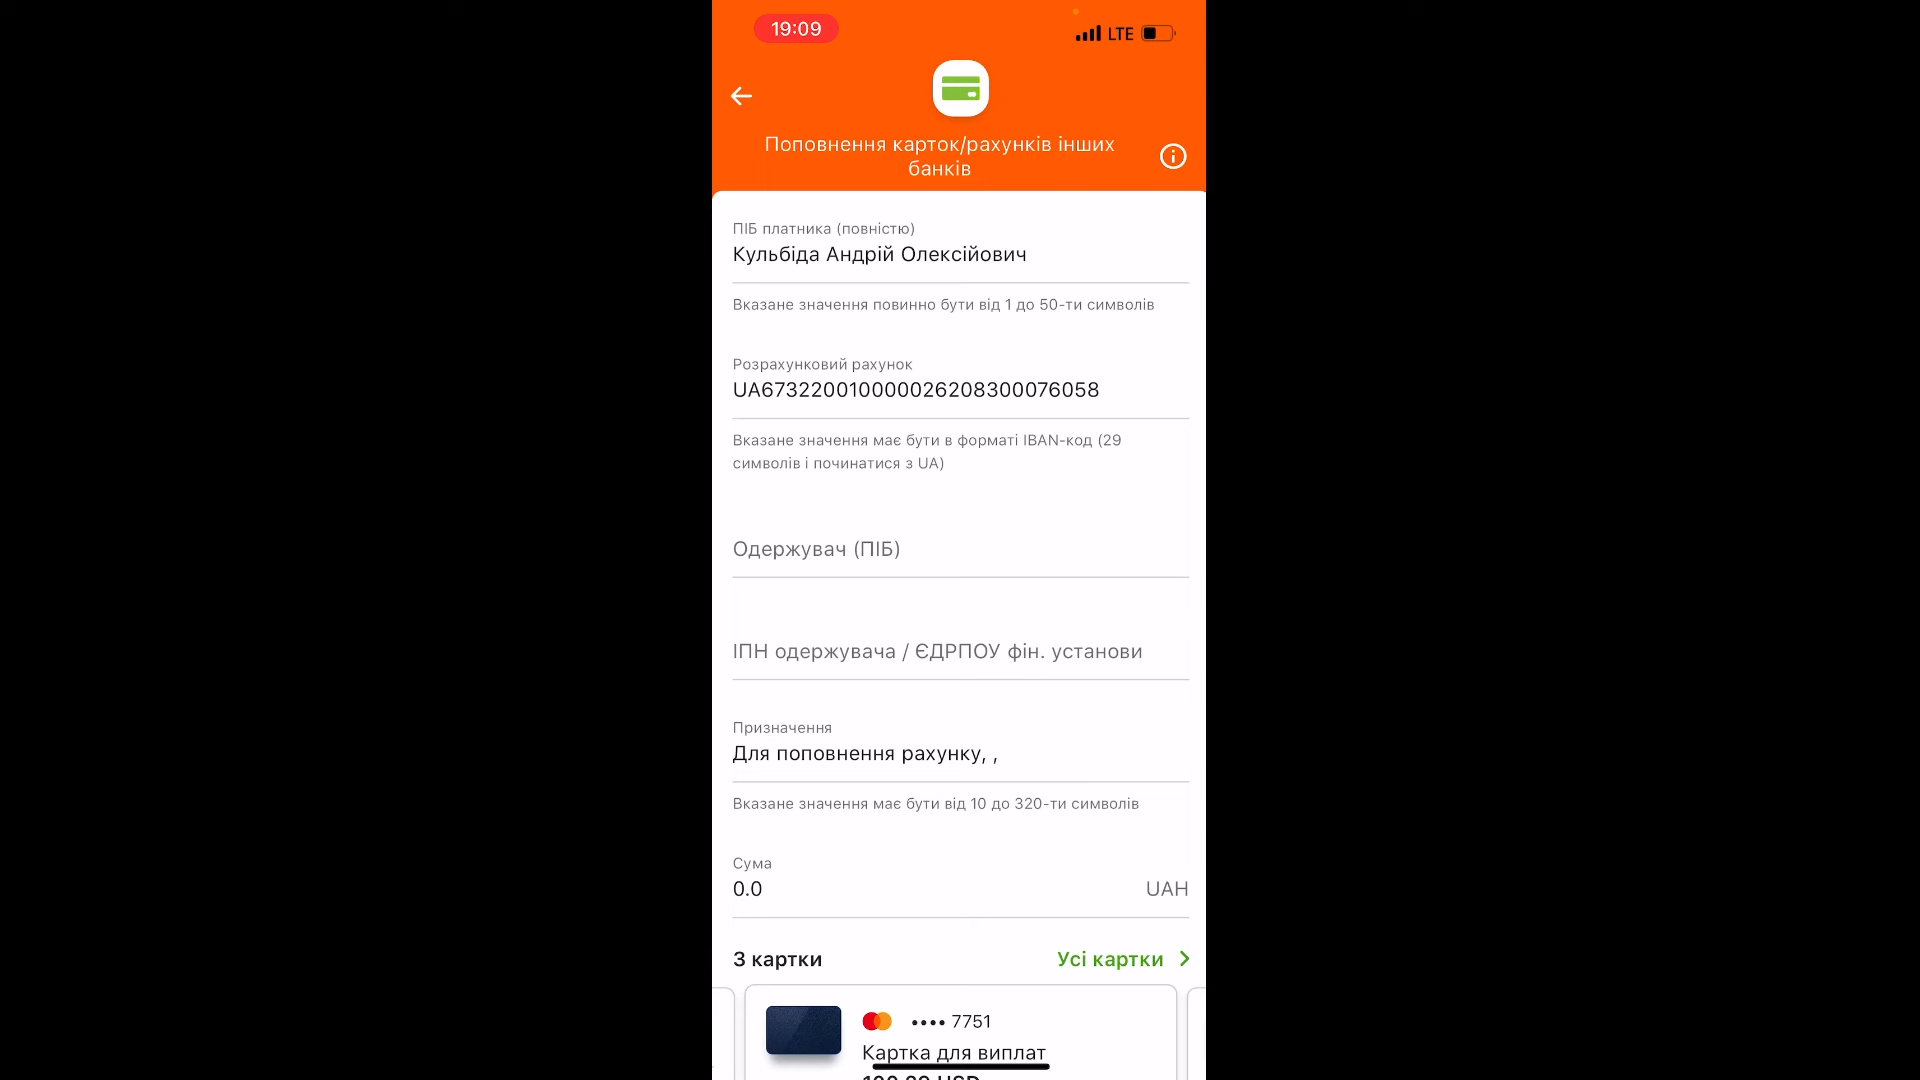 19:09
LTE
Поповнення карток/рахунків інших
банків
ПІБ платника (повністю)
Кульбіда Андрій Олексійович
Вказане значення повинно бути від 1 до 50-ти символів
Розрахунковий рахунок
UA673220010000026208300076058
Вказане значення має бути в форматі IBAN-код (29
символів і починатися з UA)
Одержувач (ПІБ)
ІПН одержувача / ЄДРПОУ фін. установи
Призначення
Для поповнення рахунку, ,
Вказане значення має бути від 10 до 320-ти символів
Сума
0.0 UAH
З картки Усі картки
•••• 7751
Картка для виплат